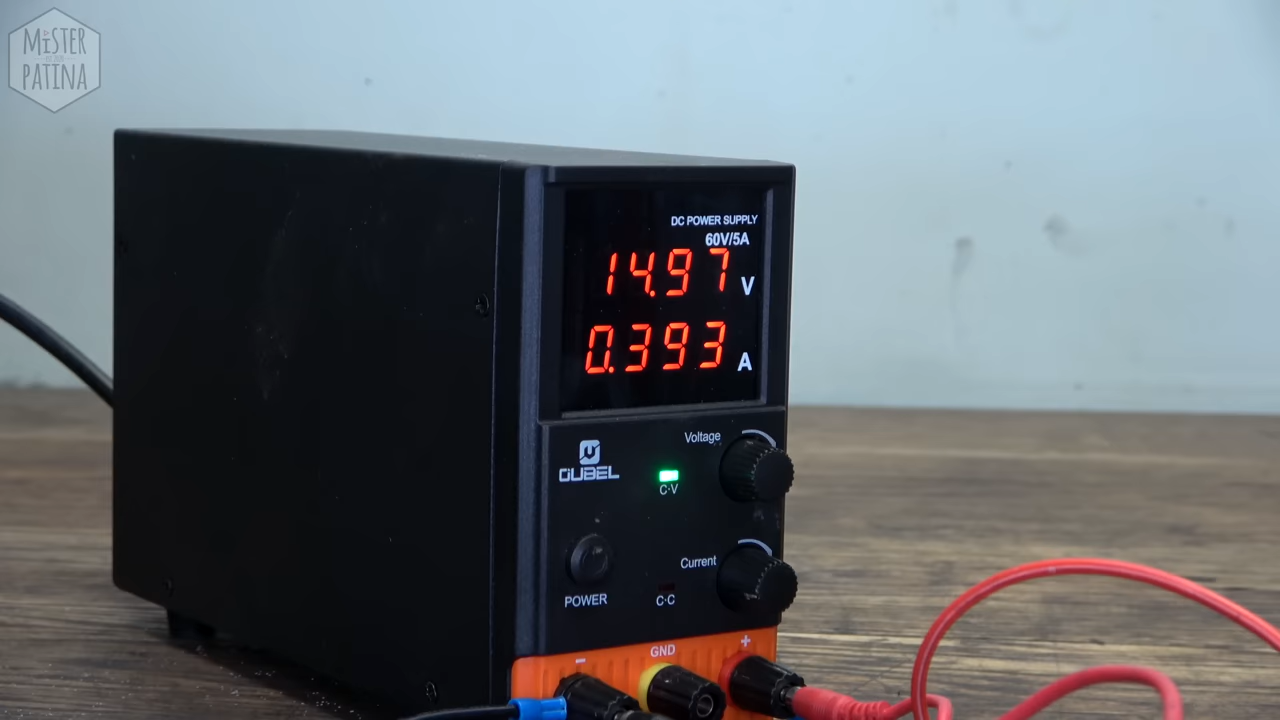 MiSTER
PATINA
DC POWER SUPPLY
60V/5A
14.97 V
0.393 A
Voltage
OUBEL
C·V
Current
POWER
C·C
− GND +